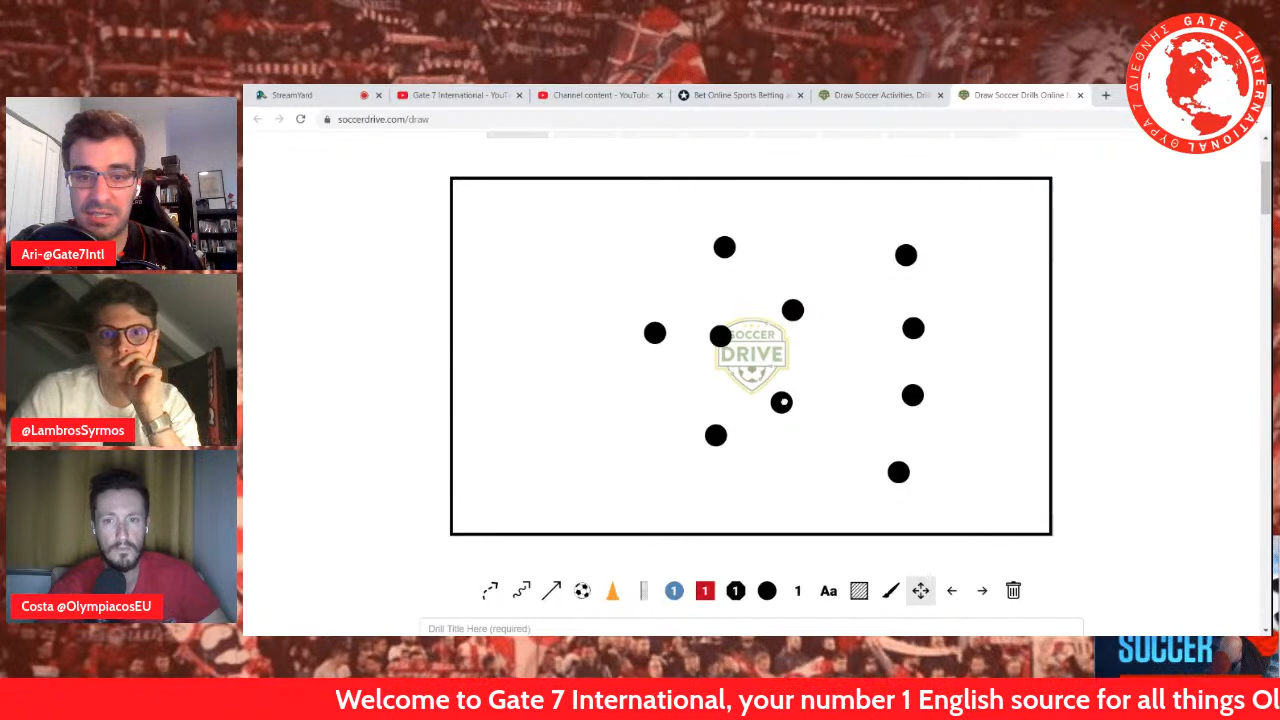 ΘΥΡΑ 7 ΔΙΕΘΝΗΣ GATE 7 INTERNATIONAL
StreamYard
Gate 7 International - YouT
Channel content - YouTube
Bet Online Sports Betting
Draw Soccer Activities, Dril
Draw Soccer Drills Online
soccerdrive.com/draw
SOCCER
DRIVE
Ari-@Gate7Intl
@LambrosSyrmos
Costa @OlympiacosEU
1 1 1 1 Aa
Drill Title Here (required)
SOCCER
Welcome to Gate 7 International, your number 1 English source for all things Ol